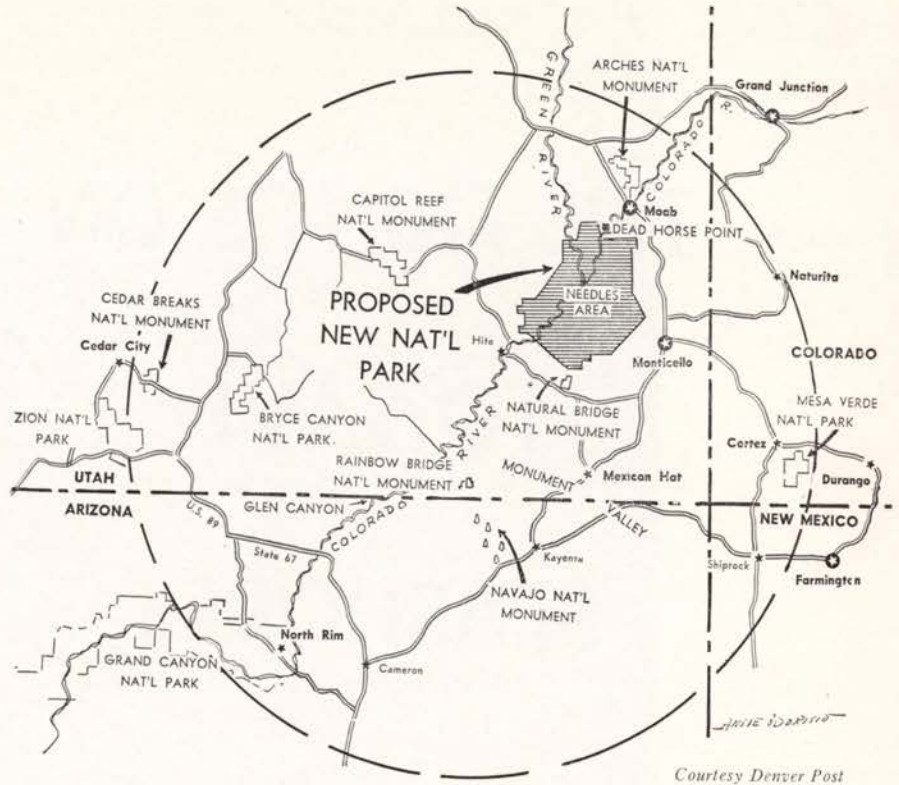 GREEN
RIVER
ARCHES NAT'L
MONUMENT
Grand Junction
COLORADO
R.
Moab
DEAD HORSE POINT
CAPITOL REEF
NAT'L MONUMENT
PROPOSED
NEW NAT'L
PARK
NEEDLES
AREA
Naturita
CEDAR BREAKS
NAT'L MONUMENT
Cedar City
Hite
Monticello
COLORADO
ZION NAT'L
PARK
BRYCE CANYON
NAT'L PARK
NATURAL BRIDGE
NAT'L MONUMENT
MESA VERDE
NAT'L PARK
Cortez
Durango
RAINBOW BRIDGE
NAT'L MONUMENT
RIVER
MONUMENT
Mexican Hat
UTAH
ARIZONA
GLEN CANYON
COLORADO
VALLEY
NEW MEXICO
U.S. 89
State 67
Kayenta
Shiprock
Farmington
NAVAJO NAT'L
MONUMENT
North Rim
GRAND CANYON
NAT'L PARK
Cameron
Courtesy Denver Post